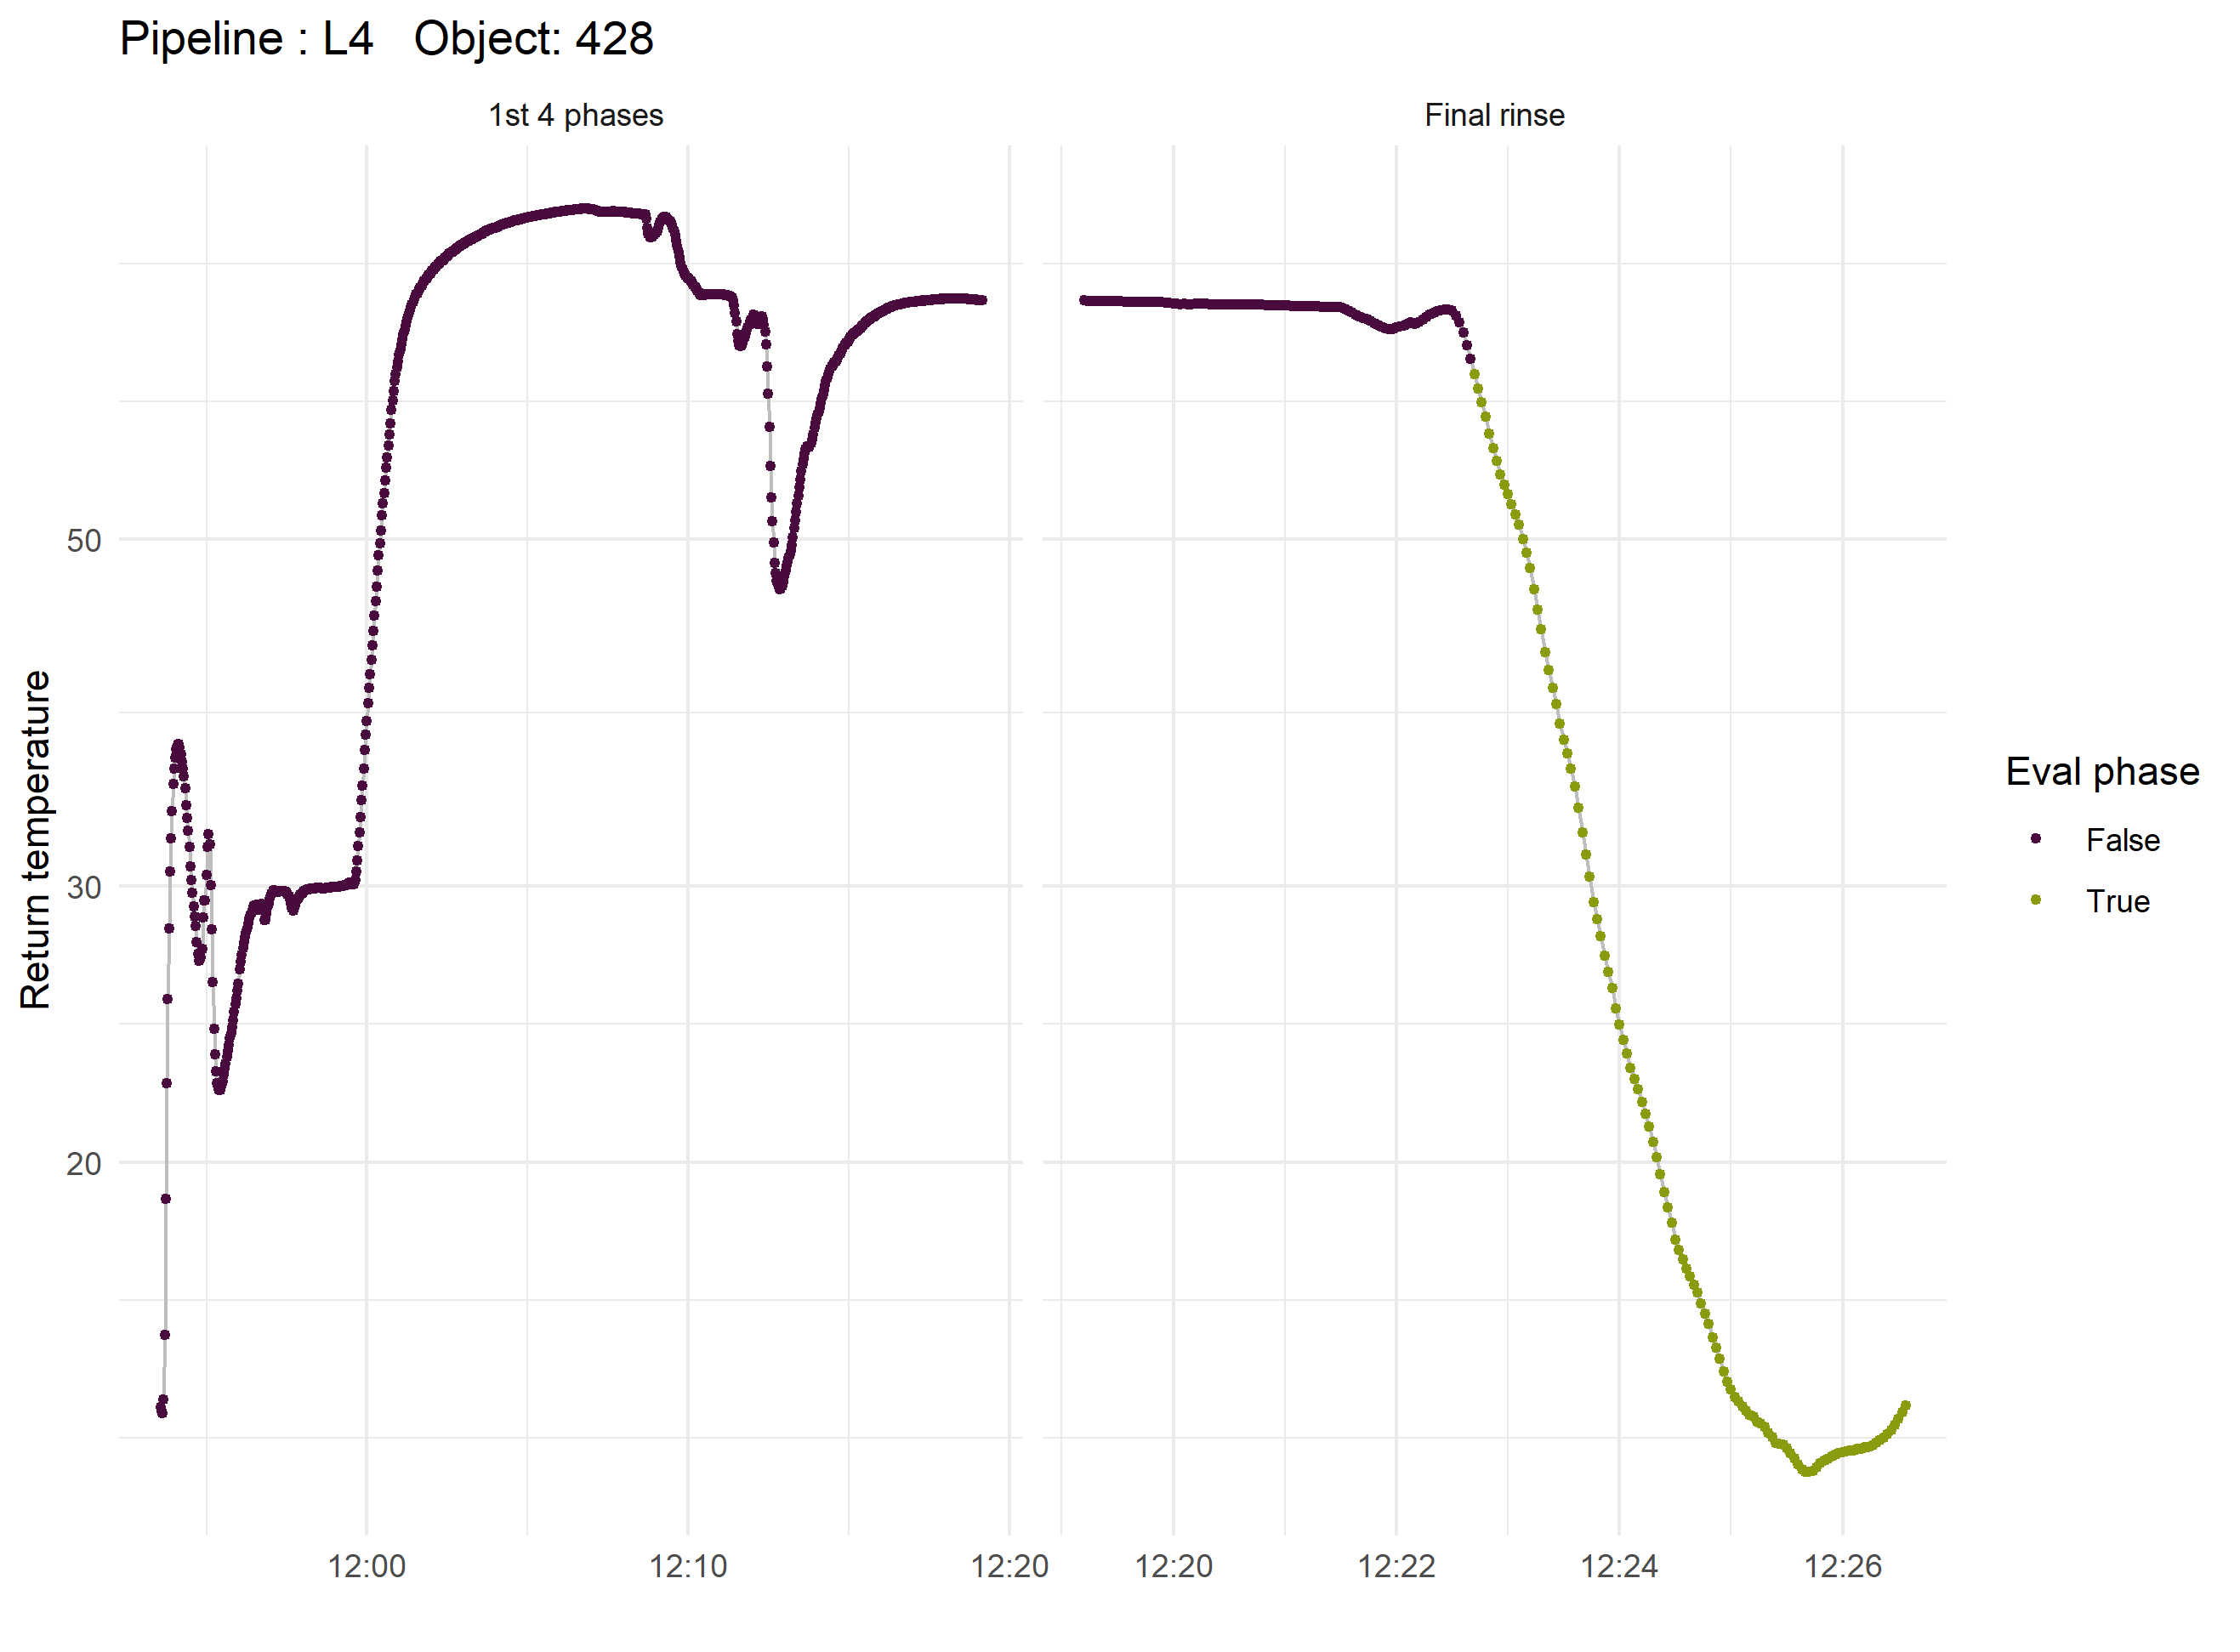 Pipeline : L4   Object: 428
1st 4 phases
Final rinse
Return temperature
50
30
20
12:00
12:10
12:20
12:20
12:22
12:24
12:26
Eval phase
False
True